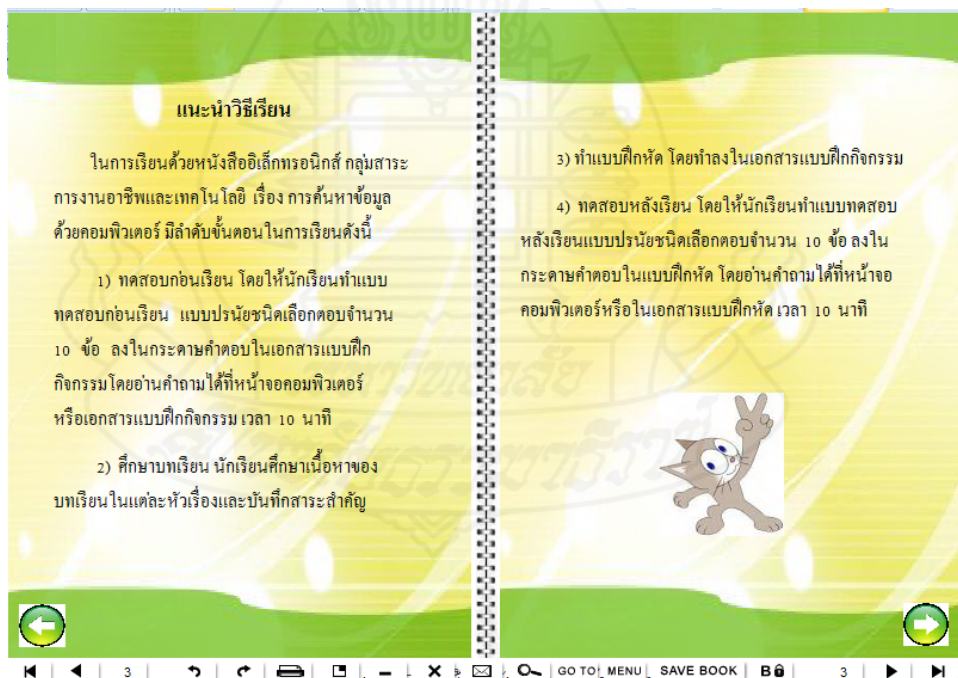 แนะนำวิธีเรียน
ในการเรียนด้วยหนังสืออิเล็กทรอนิกส์ กลุ่มสาระ
การงานอาชีพและเทคโนโลยี เรื่อง การค้นหาข้อมูล
ด้วยคอมพิวเตอร์ มีลำดับขั้นตอนในการเรียนดังนี้
1) ทดสอบก่อนเรียน โดยให้นักเรียนทำแบบ
ทดสอบก่อนเรียน แบบปรนัยชนิดเลือกตอบจำนวน
10 ข้อ ลงในกระดาษคำตอบในเอกสารแบบฝึก
กิจกรรมโดยอ่านคำถามได้ที่หน้าจอคอมพิวเตอร์
หรือเอกสารแบบฝึกกิจกรรม เวลา 10 นาที
2) ศึกษาบทเรียน นักเรียนศึกษาเนื้อหาของ
บทเรียนในแต่ละหัวเรื่องและบันทึกสาระสำคัญ
3) ทำแบบฝึกหัด โดยทำลงในเอกสารแบบฝึกกิจกรรม
4) ทดสอบหลังเรียน โดยให้นักเรียนทำแบบทดสอบ
หลังเรียนแบบปรนัยชนิดเลือกตอบจำนวน 10 ข้อ ลงใน
กระดาษคำตอบในแบบฝึกหัด โดยอ่านคำถามได้ที่หน้าจอ
คอมพิวเตอร์หรือในเอกสารแบบฝึกหัด เวลา 10 นาที
3 GO TO MENU SAVE BOOK B 3